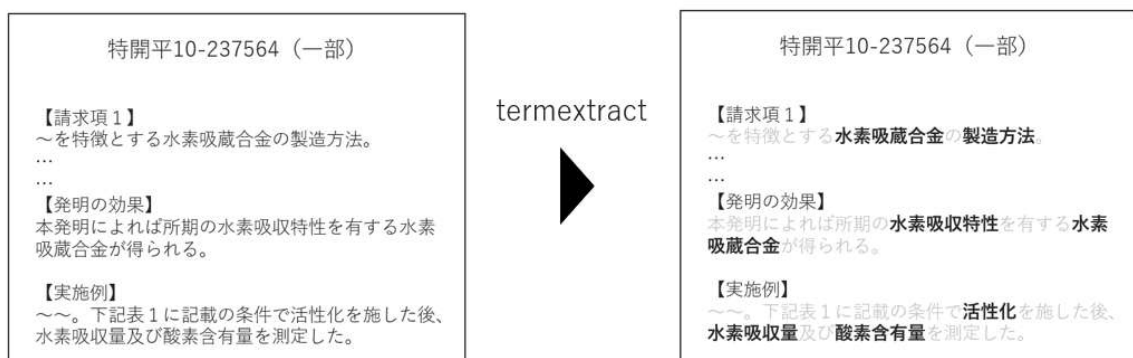 特開平10-237564（一部）
【請求項１】
～を特徴とする水素吸蔵合金の製造方法。
…
…
【発明の効果】
本発明によれば所期の水素吸収特性を有する水素
吸蔵合金が得られる。
【実施例】
～～。下記表１に記載の条件で活性化を施した後、
水素吸収量及び酸素含有量を測定した。
termextract
特開平10-237564（一部）
【請求項１】
～を特徴とする水素吸蔵合金の製造方法。
…
…
【発明の効果】
本発明によれば所期の水素吸収特性を有する水素
吸蔵合金が得られる。
【実施例】
～～。下記表１に記載の条件で活性化を施した後、
水素吸収量及び酸素含有量を測定した。